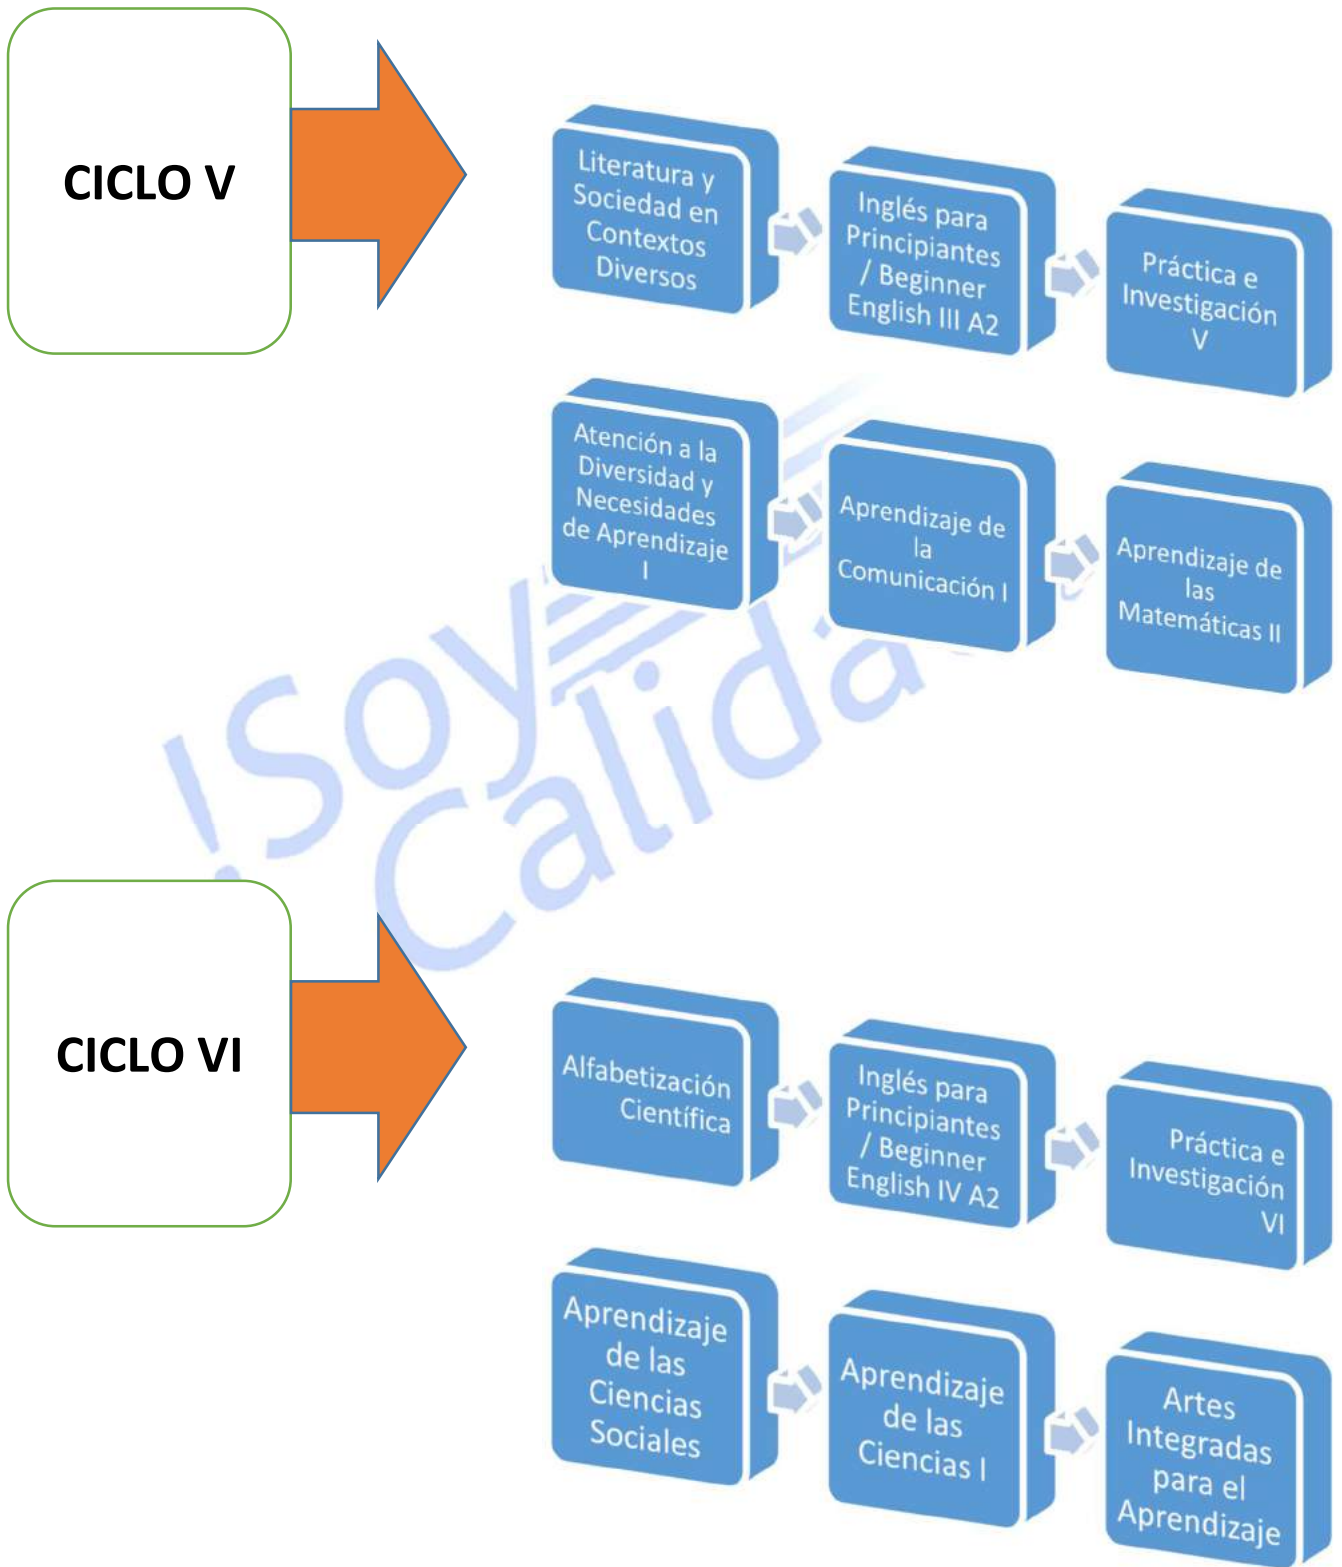 CICLO V
Literatura y
Sociedad en
Contextos
Diversos
Inglés para
Principiantes
/ Beginner
English III A2
Práctica e
Investigación
V
Atención a la
Diversidad y
Necesidades
de Aprendizaje
I
Aprendizaje de
la
Comunicación I
Aprendizaje de
las
Matemáticas II
!Soy
Calida
CICLO VI
Alfabetización
Científica
Inglés para
Principiantes
/ Beginner
English IV A2
Práctica e
Investigación
VI
Aprendizaje
de las
Ciencias
Sociales
Aprendizaje
de las
Ciencias I
Artes
Integradas
para el
Aprendizaje